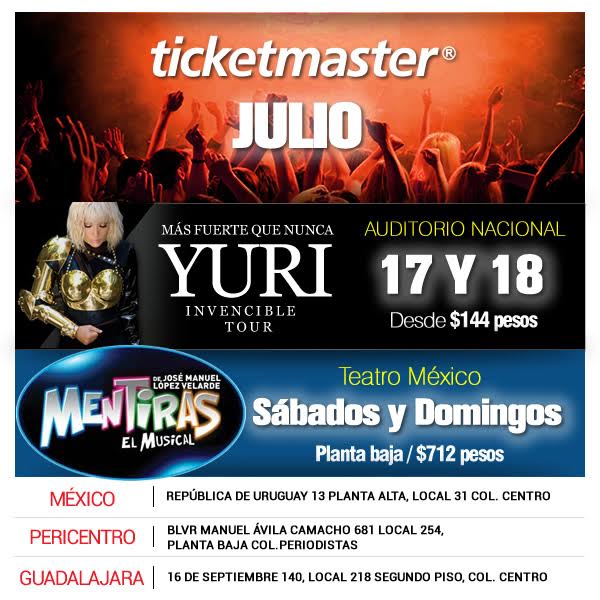 ticketmaster®
JULIO
MÁS FUERTE QUE NUNCA
YURI
INVENCIBLE
TOUR
AUDITORIO NACIONAL
17 Y 18
Desde $144 pesos
DE JOSÉ MANUEL
LÓPEZ VELARDE
MENTIRAS
EL MUSICAL
Teatro México
Sábados y Domingos
Planta baja / $712 pesos
MÉXICO
REPÚBLICA DE URUGUAY 13 PLANTA ALTA, LOCAL 31 COL. CENTRO
PERICENTRO
BLVR MANUEL ÁVILA CAMACHO 681 LOCAL 254,
PLANTA BAJA COL.PERIODISTAS
GUADALAJARA
16 DE SEPTIEMBRE 140, LOCAL 218 SEGUNDO PISO, COL. CENTRO